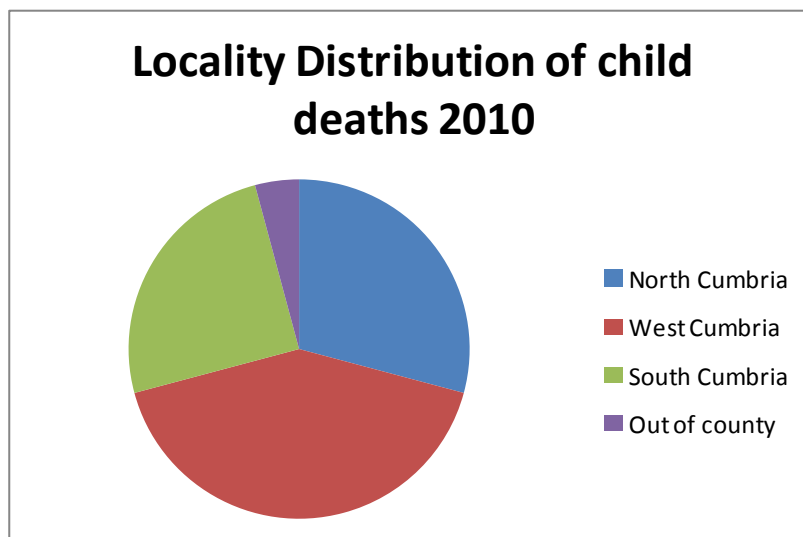 Locality Distribution of child
deaths 2010
North Cumbria
West Cumbria
South Cumbria
Out of county